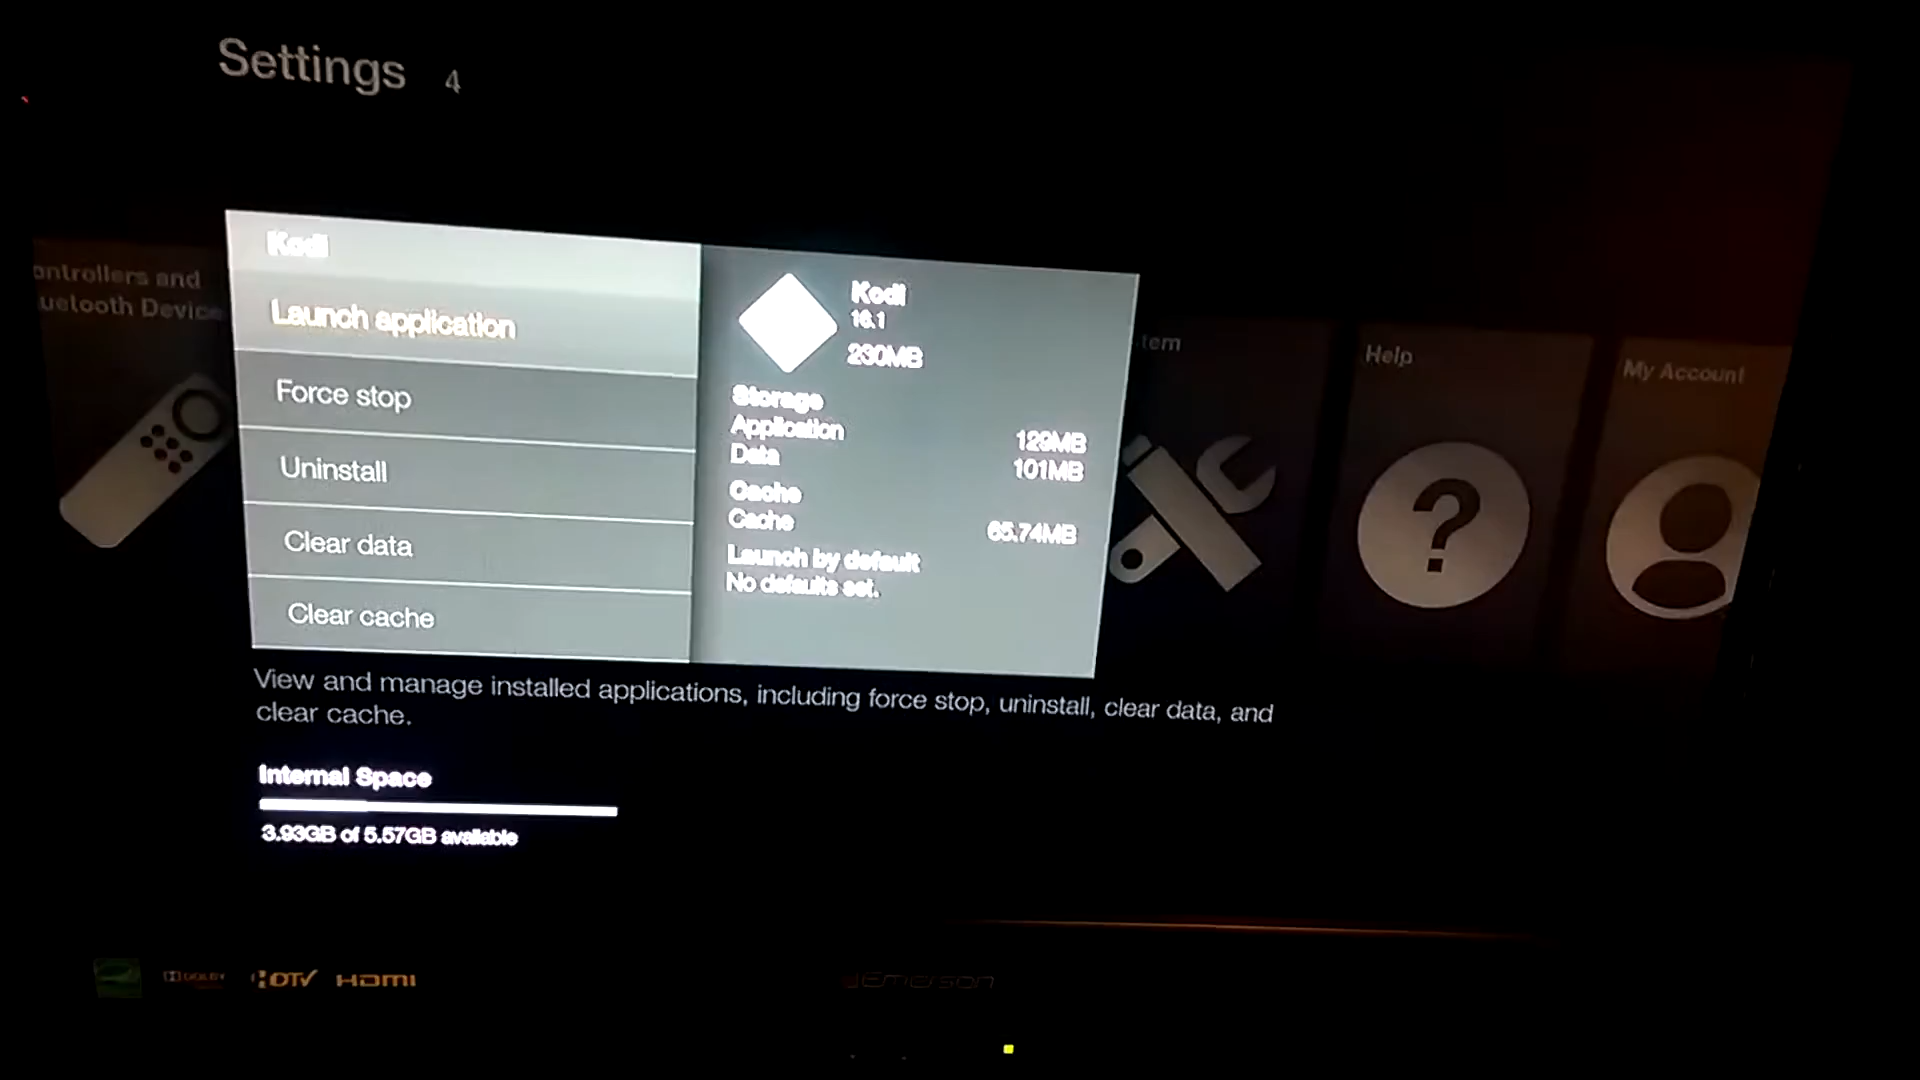 Settings 4
ontrollers and
uetooth Device
Kodi
Launch application
Force stop
Uninstall
Clear data
Clear cache
Kodi
16.1
230MB
Storage
Application 129MB
Data 101MB
Cache
Cache 65.74MB
Launch by default
No defaults set.
tem
Help
My Account
View and manage installed applications, including force stop, uninstall, clear data, and
clear cache.
Internal Space
3.93GB of 5.57GB available
DOLBY HDTV HDMI
Emerson